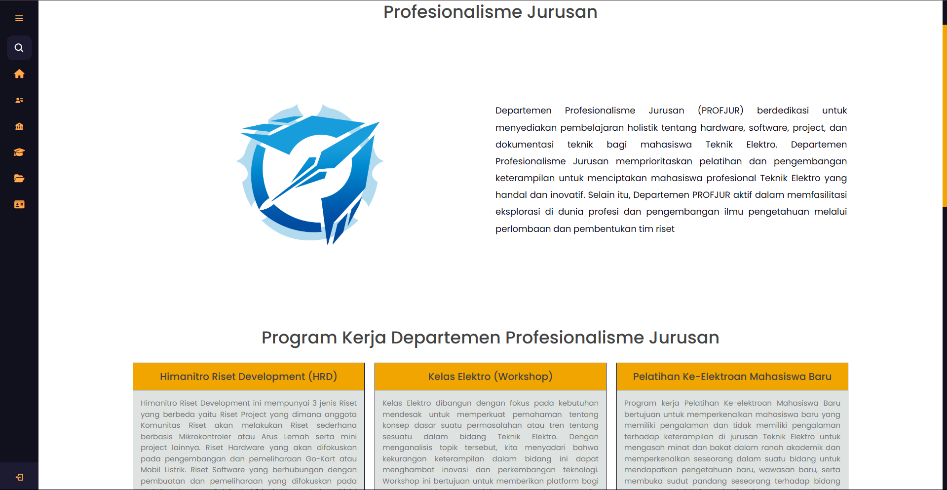 Profesionalisme Jurusan
Departemen Profesionalisme Jurusan (PROFJUR) berdedikasi untuk
menyediakan pembelajaran holistik tentang hardware, software, project, dan
dokumentasi teknik bagi mahasiswa Teknik Elektro. Departemen
Profesionalisme Jurusan memprioritaskan pelatihan dan pengembangan
keterampilan untuk menciptakan mahasiswa profesional Teknik Elektro yang
handal dan inovatif. Selain itu, Departemen PROFJUR aktif dalam memfasilitasi
eksplorasi di dunia profesi dan pengembangan ilmu pengetahuan melalui
perlombaan dan pembentukan tim riset
Program Kerja Departemen Profesionalisme Jurusan
Himanitro Riset Development (HRD)
Himanitro Riset Development ini mempunyai 3 jenis Riset
yang berbeda yaitu Riset Project yang dimana anggota
Komunitas Riset akan melakukan Riset sederhana
berbasis Mikrokontroler atau Arus Lemah serta mini
project lainnya. Riset Hardware yang akan difokuskan
pada pengembangan dan pemeliharaan Go-Kart atau
Mobil Listrik. Riset Software yang berhubungan dengan
pembuatan dan pemeliharaan yang difokuskan pada
Kelas Elektro (Workshop)
Kelas Elektro dibangun dengan fokus pada kebutuhan
mendesak untuk memperkuat pemahaman tentang
konsep dasar suatu permasalahan atau tren tentang
sesuatu dalam bidang Teknik Elektro. Dengan
menganalisis topik tersebut, kita menyadari bahwa
kekurangan keterampilan dalam bidang ini dapat
menghambat inovasi dan perkembangan teknologi.
Workshop ini bertujuan untuk memberikan platform bagi
Pelatihan Ke-Elektroan Mahasiswa Baru
Program kerja Pelatihan Ke elektroan Mahasiswa Baru
bertujuan untuk memperkenalkan mahasiswa baru yang
memiliki pengalaman dan tidak memiliki pengalaman
terhadap keterampilan di jurusan Teknik Elektro untuk
mengasah minat dan bakat dalam ranah akademik dan
memperkenalkan seseorang dalam suatu bidang untuk
mendapatkan pengetahuan baru, wawasan baru, serta
membuka sudut pandang seseorang terhadap bidang